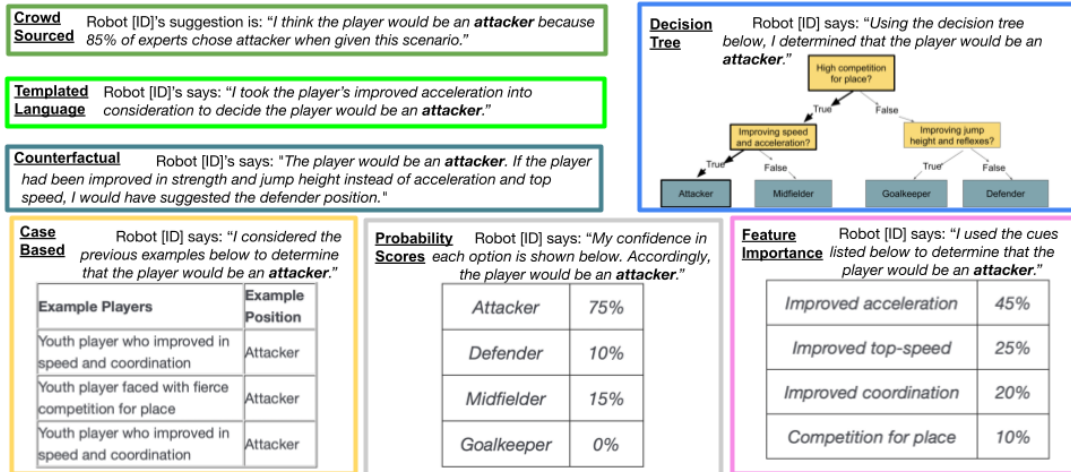 Crowd
Sourced
Robot [ID]'s suggestion is: “I think the player would be an attacker because
85% of experts chose attacker when given this scenario.”
Templated
Language
Robot [ID]'s says: “I took the player's improved acceleration into
consideration to decide the player would be an attacker.”
Counterfactual
Robot [ID]'s says: "The player would be an attacker. If the player
had been improved in strength and jump height instead of acceleration and top
speed, I would have suggested the defender position."
Decision
Tree
Robot [ID] says: “Using the decision tree
below, I determined that the player would be an
attacker.”
High competition
for place?
True
False
Improving speed
and acceleration?
Improving jump
height and reflexes?
True
False
True
False
Attacker
Midfielder
Goalkeeper
Defender
Case
Based
Robot [ID] says: “I considered the
previous examples below to determine
that the player would be an attacker.”
Example Players
Example
Position
Youth player who improved in
speed and coordination
Attacker
Youth player faced with fierce
competition for place
Attacker
Youth player who improved in
speed and coordination
Attacker
Probability
Scores
Robot [ID] says: “My confidence in
each option is shown below. Accordingly,
the player would be an attacker.”
Attacker 75%
Defender 10%
Midfielder 15%
Goalkeeper 0%
Feature
Importance
Robot [ID] says: “I used the cues
listed below to determine that the
player would be an attacker.”
Improved acceleration 45%
Improved top-speed 25%
Improved coordination 20%
Competition for place 10%